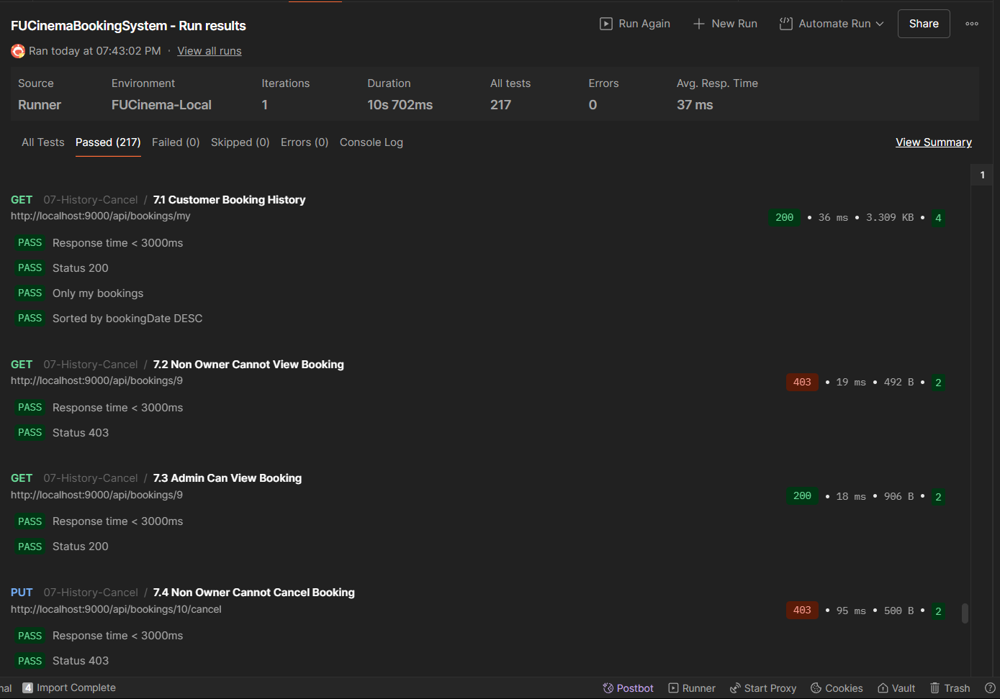 FUCinemaBookingSystem - Run results
Run Again
New Run
Automate Run
Share
Ran today at 07:43:02 PM · View all runs
Source Environment Iterations Duration All tests Errors Avg. Resp. Time
Runner FUCinema-Local 1 10s 702ms 217 0 37 ms
All Tests Passed (217) Failed (0) Skipped (0) Errors (0) Console Log View Summary
1
GET 07-History-Cancel / 7.1 Customer Booking History
http://localhost:9000/api/bookings/my
200 • 36 ms • 3.309 KB • 4
PASS Response time < 3000ms
PASS Status 200
PASS Only my bookings
PASS Sorted by bookingDate DESC
GET 07-History-Cancel / 7.2 Non Owner Cannot View Booking
http://localhost:9000/api/bookings/9
403 • 19 ms • 492 B • 2
PASS Response time < 3000ms
PASS Status 403
GET 07-History-Cancel / 7.3 Admin Can View Booking
http://localhost:9000/api/bookings/9
200 • 18 ms • 906 B • 2
PASS Response time < 3000ms
PASS Status 200
PUT 07-History-Cancel / 7.4 Non Owner Cannot Cancel Booking
http://localhost:9000/api/bookings/10/cancel
403 • 95 ms • 500 B • 2
PASS Response time < 3000ms
PASS Status 403
nal 4 Import Complete Postbot Runner Start Proxy Cookies Vault Trash